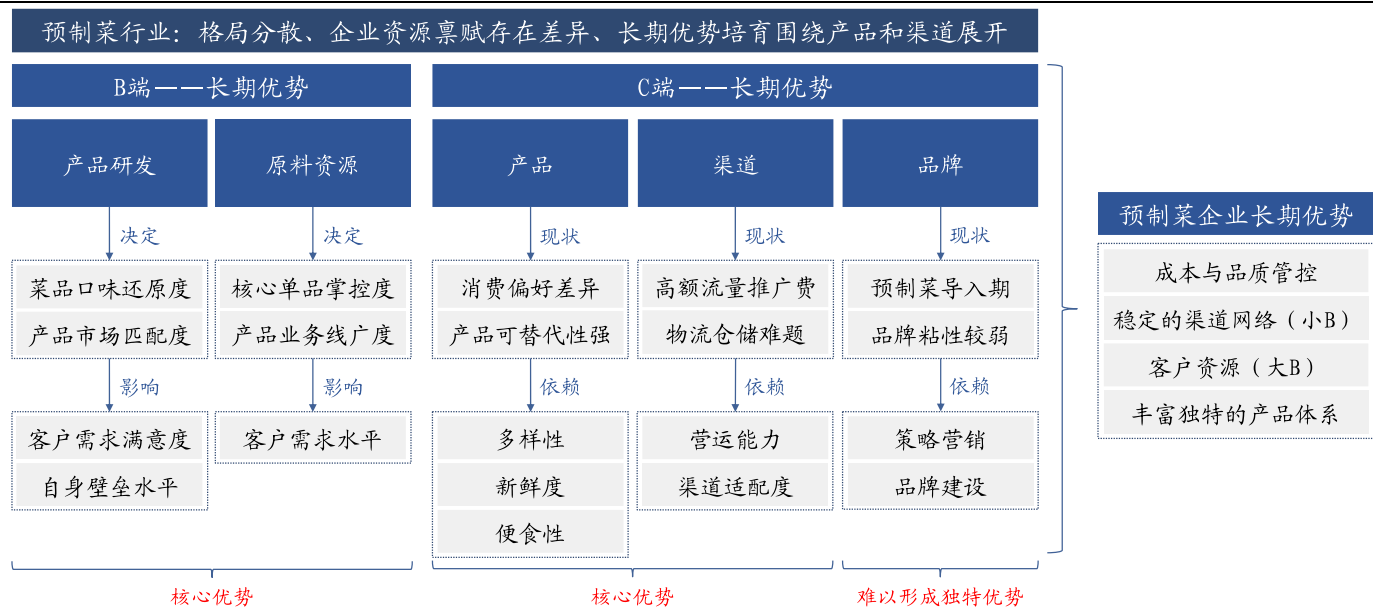 预制菜行业：格局分散、企业资源禀赋存在差异、长期优势培育围绕产品和渠道展开
B端——长期优势
C端——长期优势
产品研发
原料资源
产品
渠道
品牌
决定
决定
现状
现状
现状
菜品口味还原度
产品市场匹配度
核心单品掌控度
产品业务线广度
消费偏好差异
产品可替代性强
高额流量推广费
物流仓储难题
预制菜导入期
品牌粘性较弱
影响
影响
依赖
依赖
依赖
客户需求满意度
自身壁垒水平
客户需求水平
多样性
新鲜度
便食性
营运能力
渠道适配度
策略营销
品牌建设
核心优势
核心优势
难以形成独特优势
预制菜企业长期优势
成本与品质管控
稳定的渠道网络（小B）
客户资源（大B）
丰富独特的产品体系